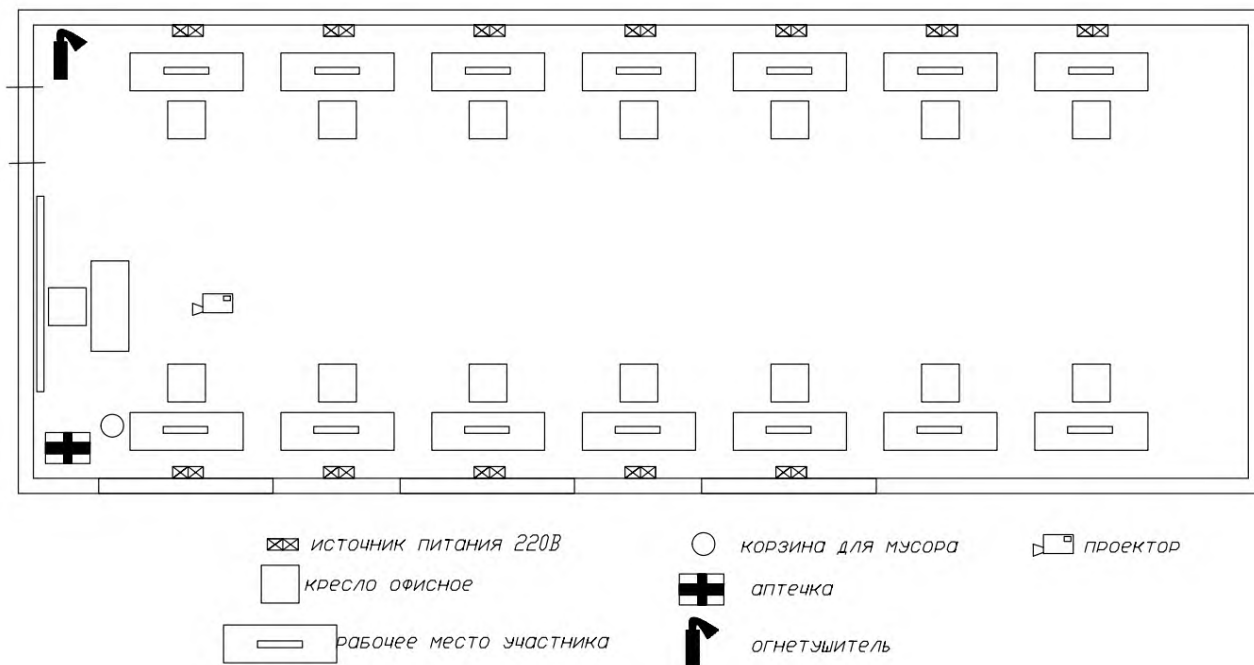 источник питания 220В
корзина для мусора
проектор
кресло офисное
аптечка
рабочее место участника
огнетушитель